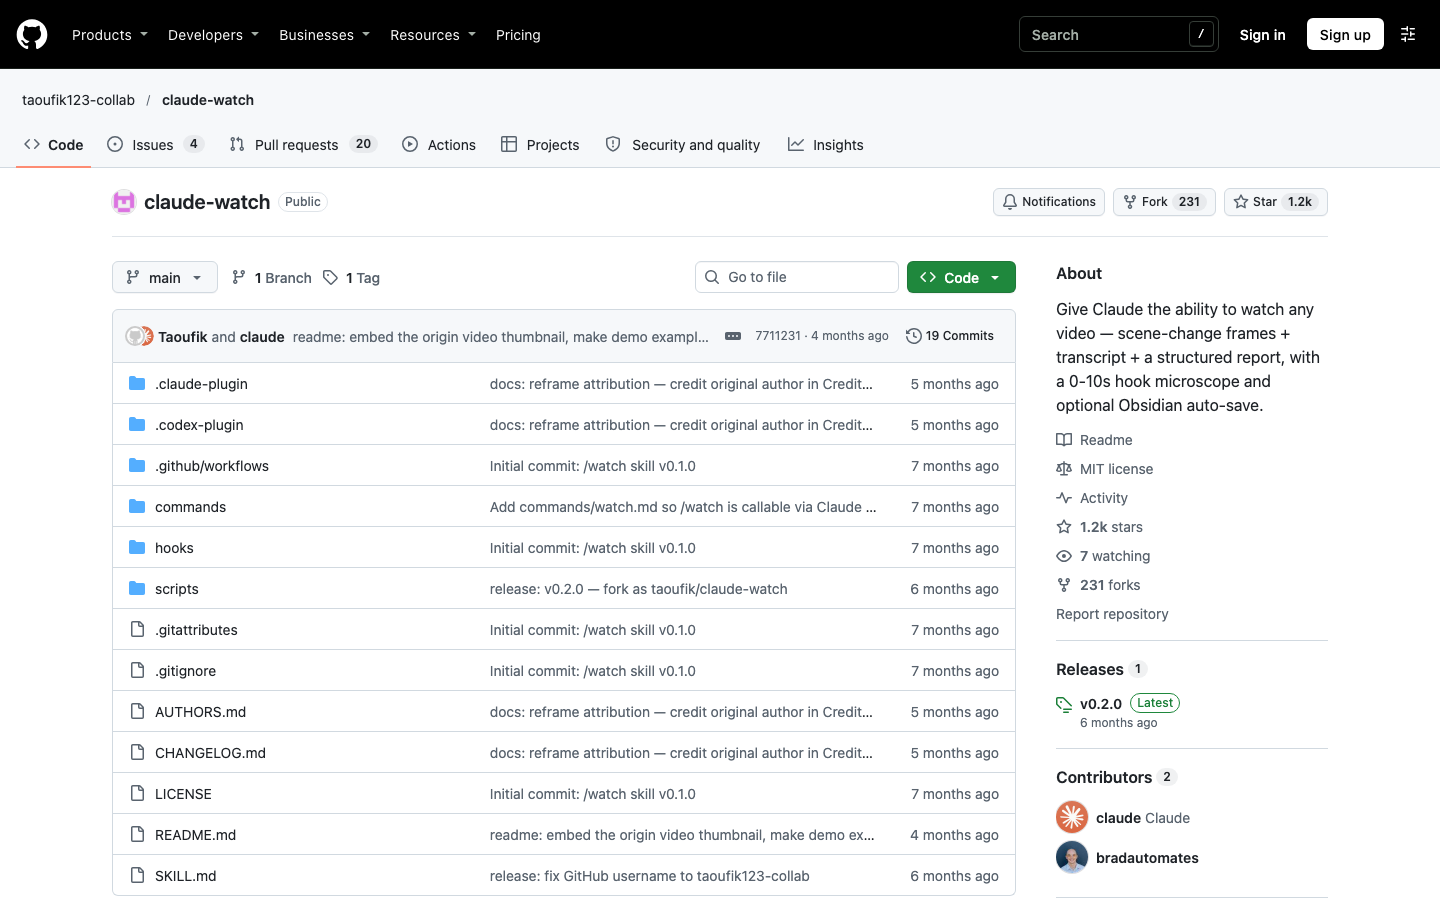 Products
Developers
Businesses
Resources
Pricing
Search
/
Sign in
Sign up
taoufik123-collab / claude-watch
Code
Issues 4
Pull requests 20
Actions
Projects
Security and quality
Insights
claude-watch Public
Notifications
Fork 231
Star 1.2k
main
1 Branch
1 Tag
Go to file
Code
Taoufik and claude readme: embed the origin video thumbnail, make demo exampl... 7711231 · 4 months ago 19 Commits
.claude-plugin docs: reframe attribution — credit original author in Credit... 5 months ago
.codex-plugin docs: reframe attribution — credit original author in Credit... 5 months ago
.github/workflows Initial commit: /watch skill v0.1.0 7 months ago
commands Add commands/watch.md so /watch is callable via Claude ... 7 months ago
hooks Initial commit: /watch skill v0.1.0 7 months ago
scripts release: v0.2.0 — fork as taoufik/claude-watch 6 months ago
.gitattributes Initial commit: /watch skill v0.1.0 7 months ago
.gitignore Initial commit: /watch skill v0.1.0 7 months ago
AUTHORS.md docs: reframe attribution — credit original author in Credit... 5 months ago
CHANGELOG.md docs: reframe attribution — credit original author in Credit... 5 months ago
LICENSE Initial commit: /watch skill v0.1.0 7 months ago
README.md readme: embed the origin video thumbnail, make demo ex... 4 months ago
SKILL.md release: fix GitHub username to taoufik123-collab 6 months ago
About
Give Claude the ability to watch any
video — scene-change frames +
transcript + a structured report, with
a 0-10s hook microscope and
optional Obsidian auto-save.
Readme
MIT license
Activity
1.2k stars
7 watching
231 forks
Report repository
Releases 1
v0.2.0 Latest
6 months ago
Contributors 2
claude Claude
bradautomates